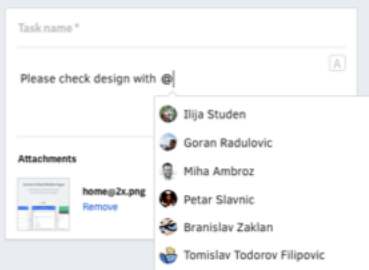 Task name *
A
Please check design with @
Ilija Studen
Goran Radulovic
Miha Ambroz
Petar Slavnic
Branislav Zaklan
Tomislav Todorov Filipovic
Attachments
home@2x.png
Remove